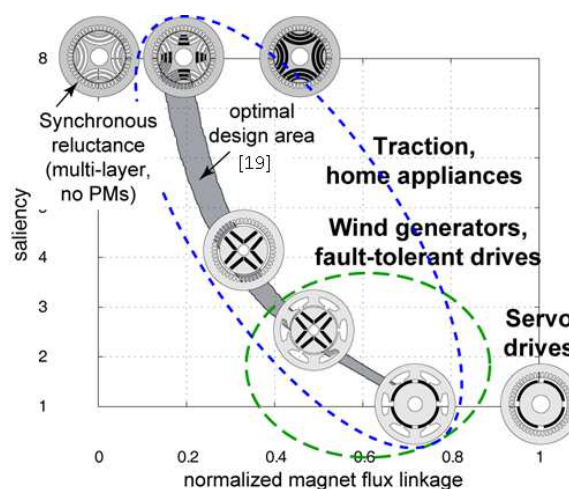 8
Synchronous
reluctance
(multi-layer,
no PMs)
optimal
design area
[19]
Traction,
home appliances
Wind generators,
fault-tolerant drives
Servo
drives
saliency
4
3
2
1
0
0.2
0.4
0.6
0.8
1
normalized magnet flux linkage